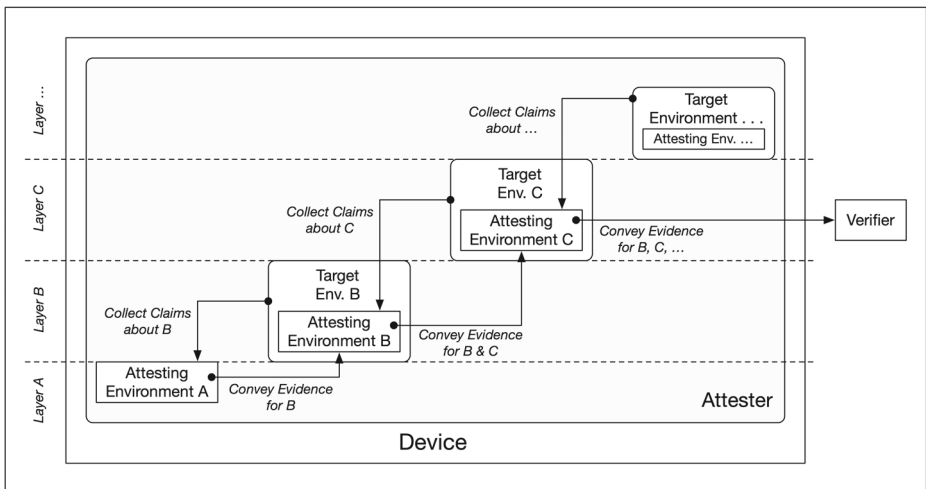 Layer …
Collect Claims
about …
Target
Environment . . .
Attesting Env. …
Layer C
Collect Claims
about C
Target
Env. C
Attesting
Environment C
Convey Evidence
for B, C, …
Verifier
Layer B
Collect Claims
about B
Target
Env. B
Attesting
Environment B
Convey Evidence
for B & C
Layer A
Attesting
Environment A
Convey Evidence
for B
Attester
Device